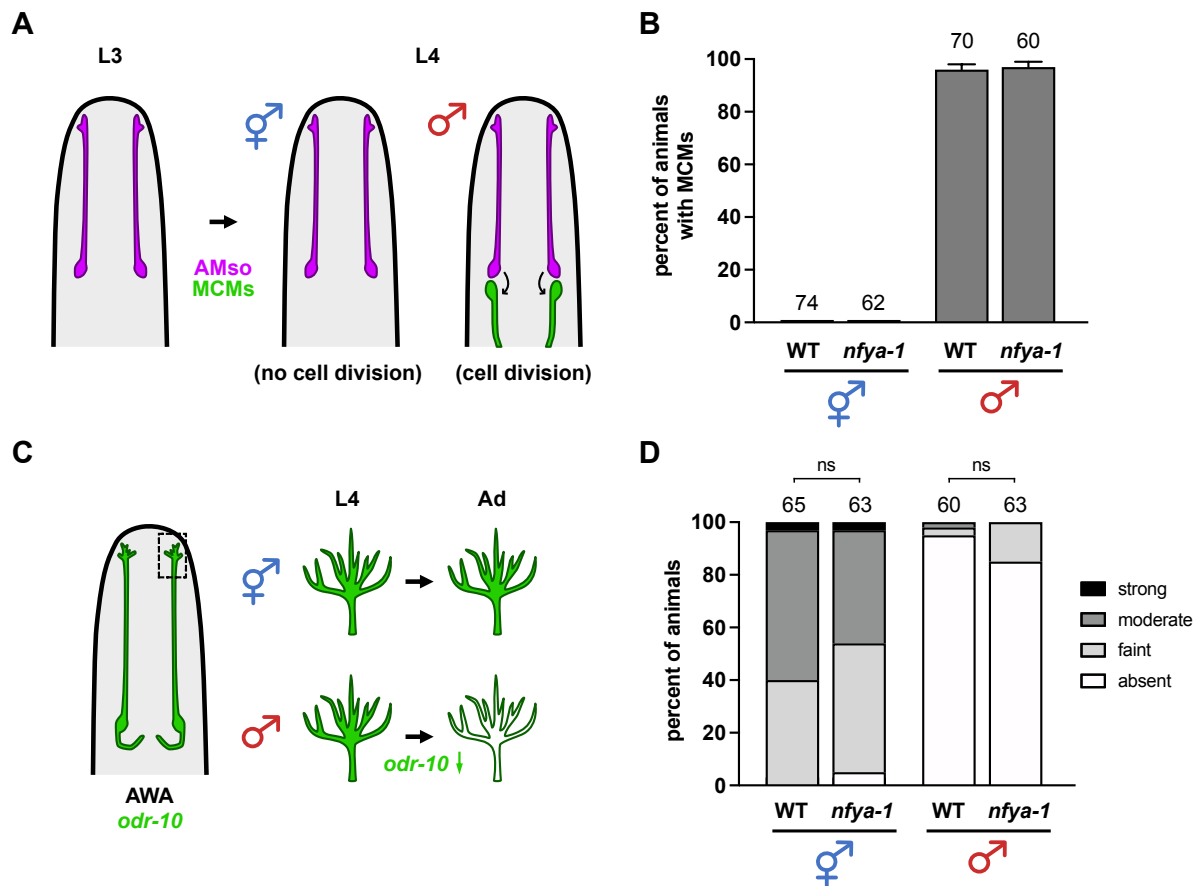 A
L3
L4
AMso
MCMs
(no cell division)
(cell division)
B
percent of animals
with MCMs
100
80
60
40
20
0
74
62
70
60
WT
nfya-1
WT
nfya-1
C
L4
Ad
odr-10
AWA
odr-10
D
ns
ns
65
63
60
63
percent of animals
100
80
60
40
20
0
strong
moderate
faint
absent
WT
nfya-1
WT
nfya-1